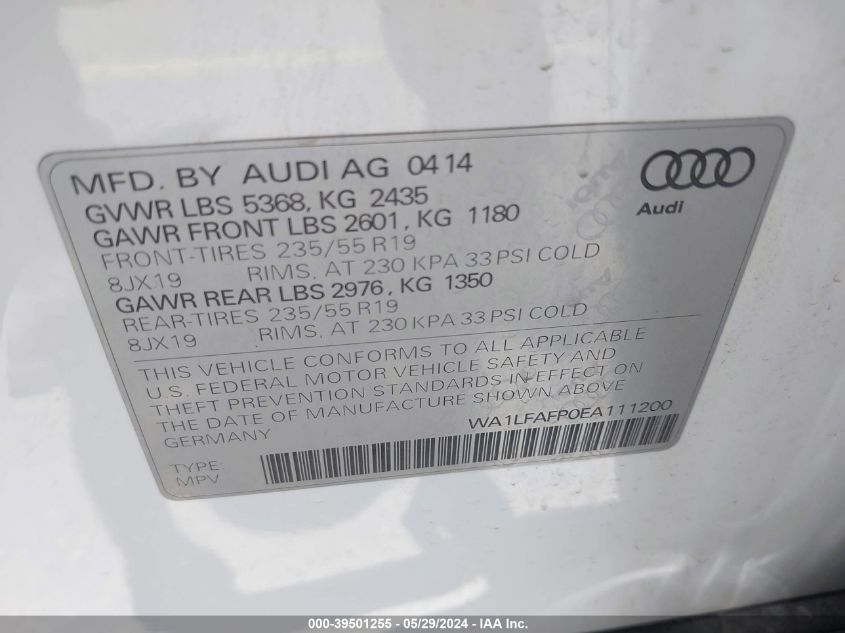 MFD. BY AUDI AG 0414
GVWR LBS 5368, KG 2435
GAWR FRONT LBS 2601, KG 1180
FRONT-TIRES 235/55 R19
8JX19 RIMS, AT 230 KPA 33 PSI COLD
GAWR REAR LBS 2976, KG 1350
REAR-TIRES 235/55 R19
8JX19 RIMS, AT 230 KPA 33 PSI COLD
Audi
THIS VEHICLE CONFORMS TO ALL APPLICABLE
U.S. FEDERAL MOTOR VEHICLE SAFETY AND
THEFT PREVENTION STANDARDS IN EFFECT ON
THE DATE OF MANUFACTURE SHOWN ABOVE
GERMANY WA1LFAFP0EA111200
TYPE:
MPV
000-39501255 - 05/29/2024 - IAA, Inc.